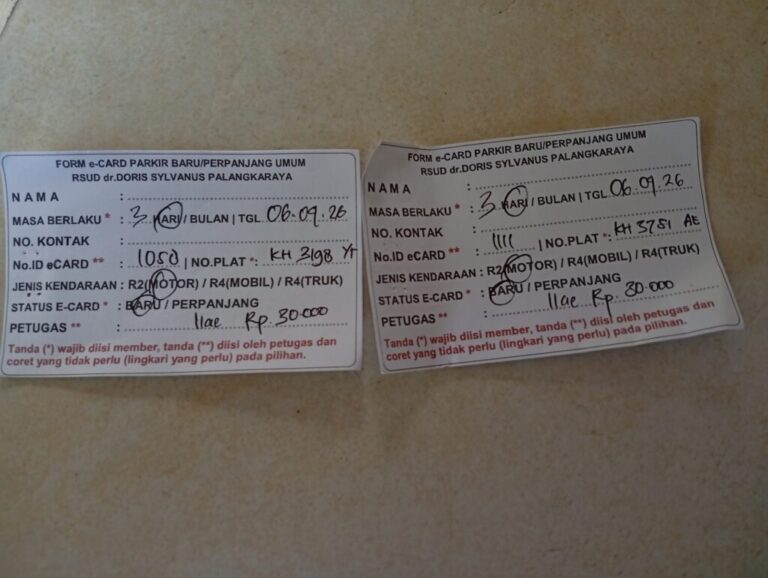 FORM e-CARD PARKIR BARU/PERPANJANG UMUM
RSUD dr.DORIS SYLVANUS PALANGKARAYA
N A M A :
MASA BERLAKU * : 3 HARI / BULAN | TGL 06.09.26
NO. KONTAK :
No.ID eCARD ** : 1050 | NO.PLAT *: KH 3198 YT
JENIS KENDARAAN : R2(MOTOR) / R4(MOBIL) / R4(TRUK)
STATUS E-CARD * : BARU / PERPANJANG
PETUGAS ** : Ilae Rp. 30.000
Tanda (*) wajib diisi member, tanda (**) diisi oleh petugas dan
coret yang tidak perlu (lingkari yang perlu) pada pilihan.
FORM e-CARD PARKIR BARU/PERPANJANG UMUM
RSUD dr.DORIS SYLVANUS PALANGKARAYA
N A M A :
MASA BERLAKU * : 3 HARI / BULAN | TGL 06.09.26
NO. KONTAK :
No.ID eCARD ** : 1111 | NO.PLAT *: KH 3751 AE
JENIS KENDARAAN : R2(MOTOR) / R4(MOBIL) / R4(TRUK)
STATUS E-CARD * : BARU / PERPANJANG
PETUGAS ** : Ilae Rp. 30.000
Tanda (*) wajib diisi member, tanda (**) diisi oleh petugas dan
coret yang tidak perlu (lingkari yang perlu) pada pilihan.